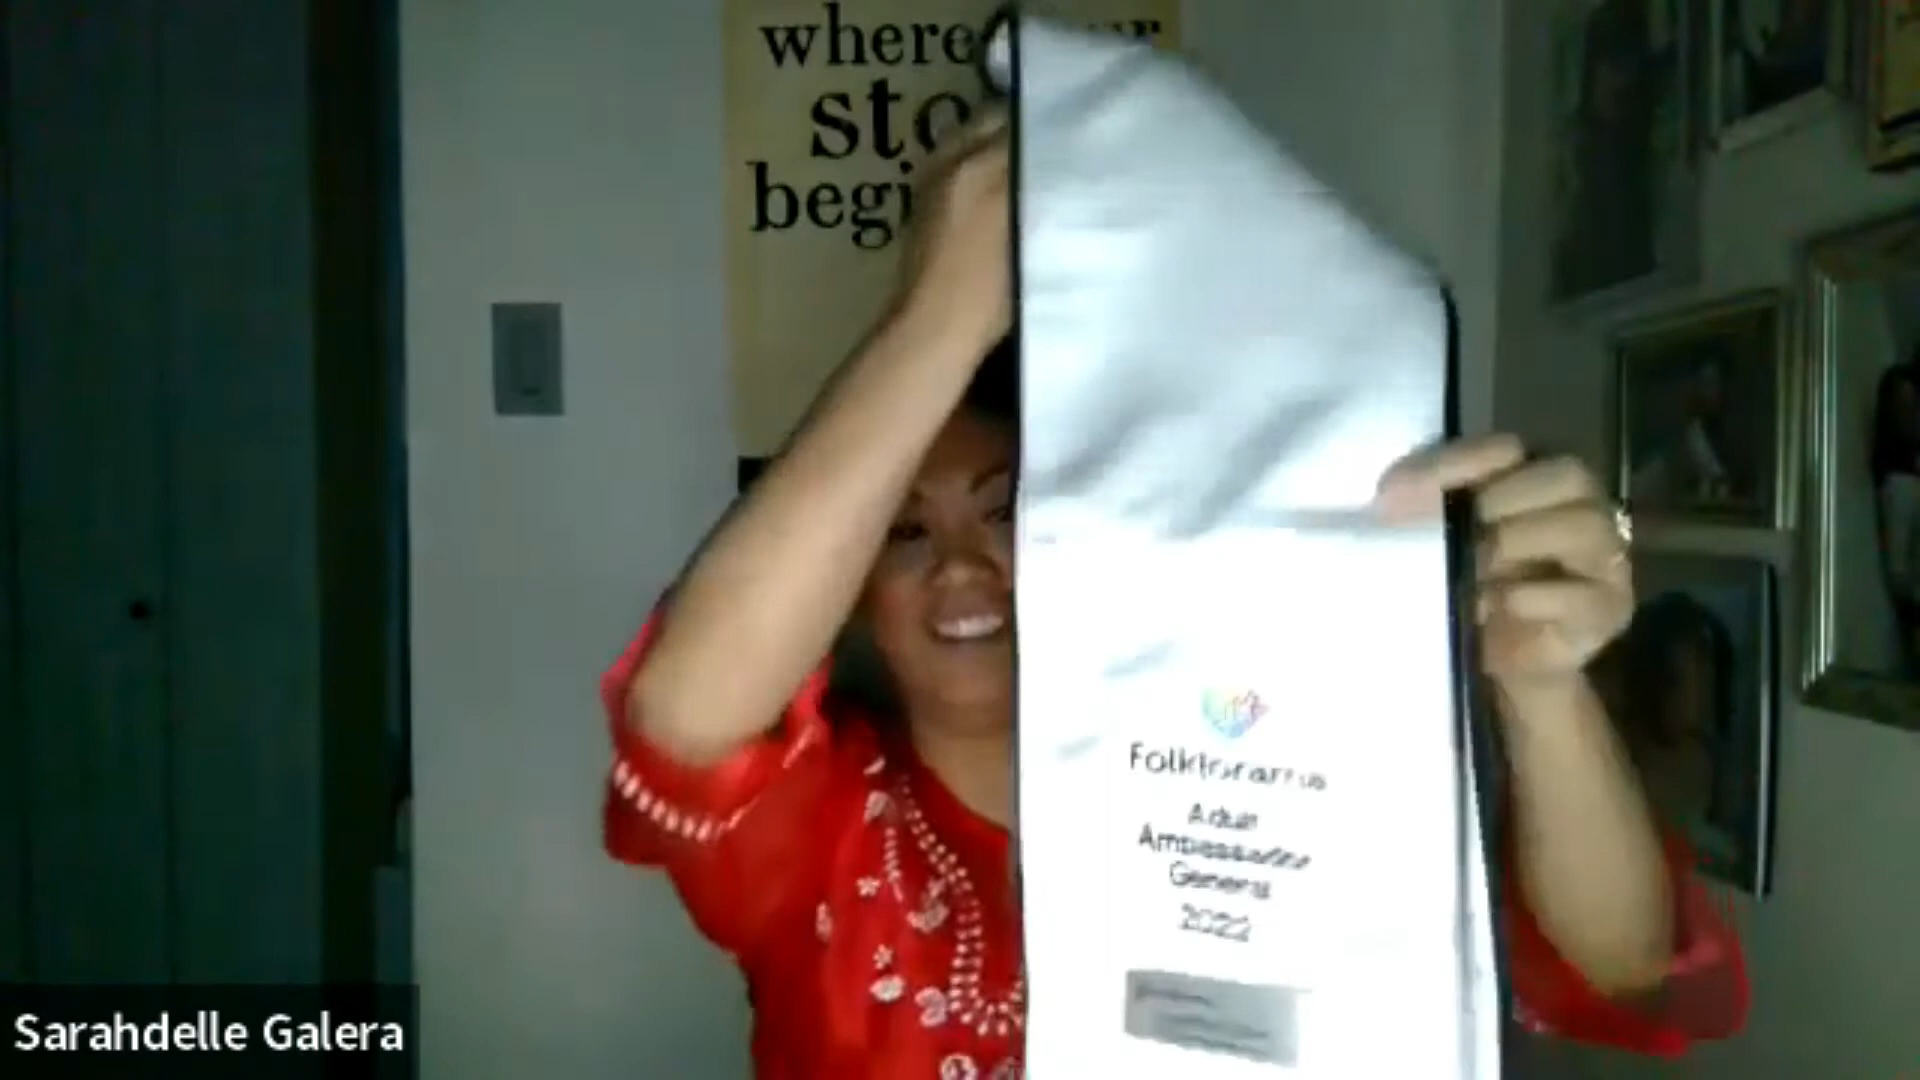 where
sto
begi
Folklorama
Adult
Ambassador
General
2022
Sarahdelle Galera